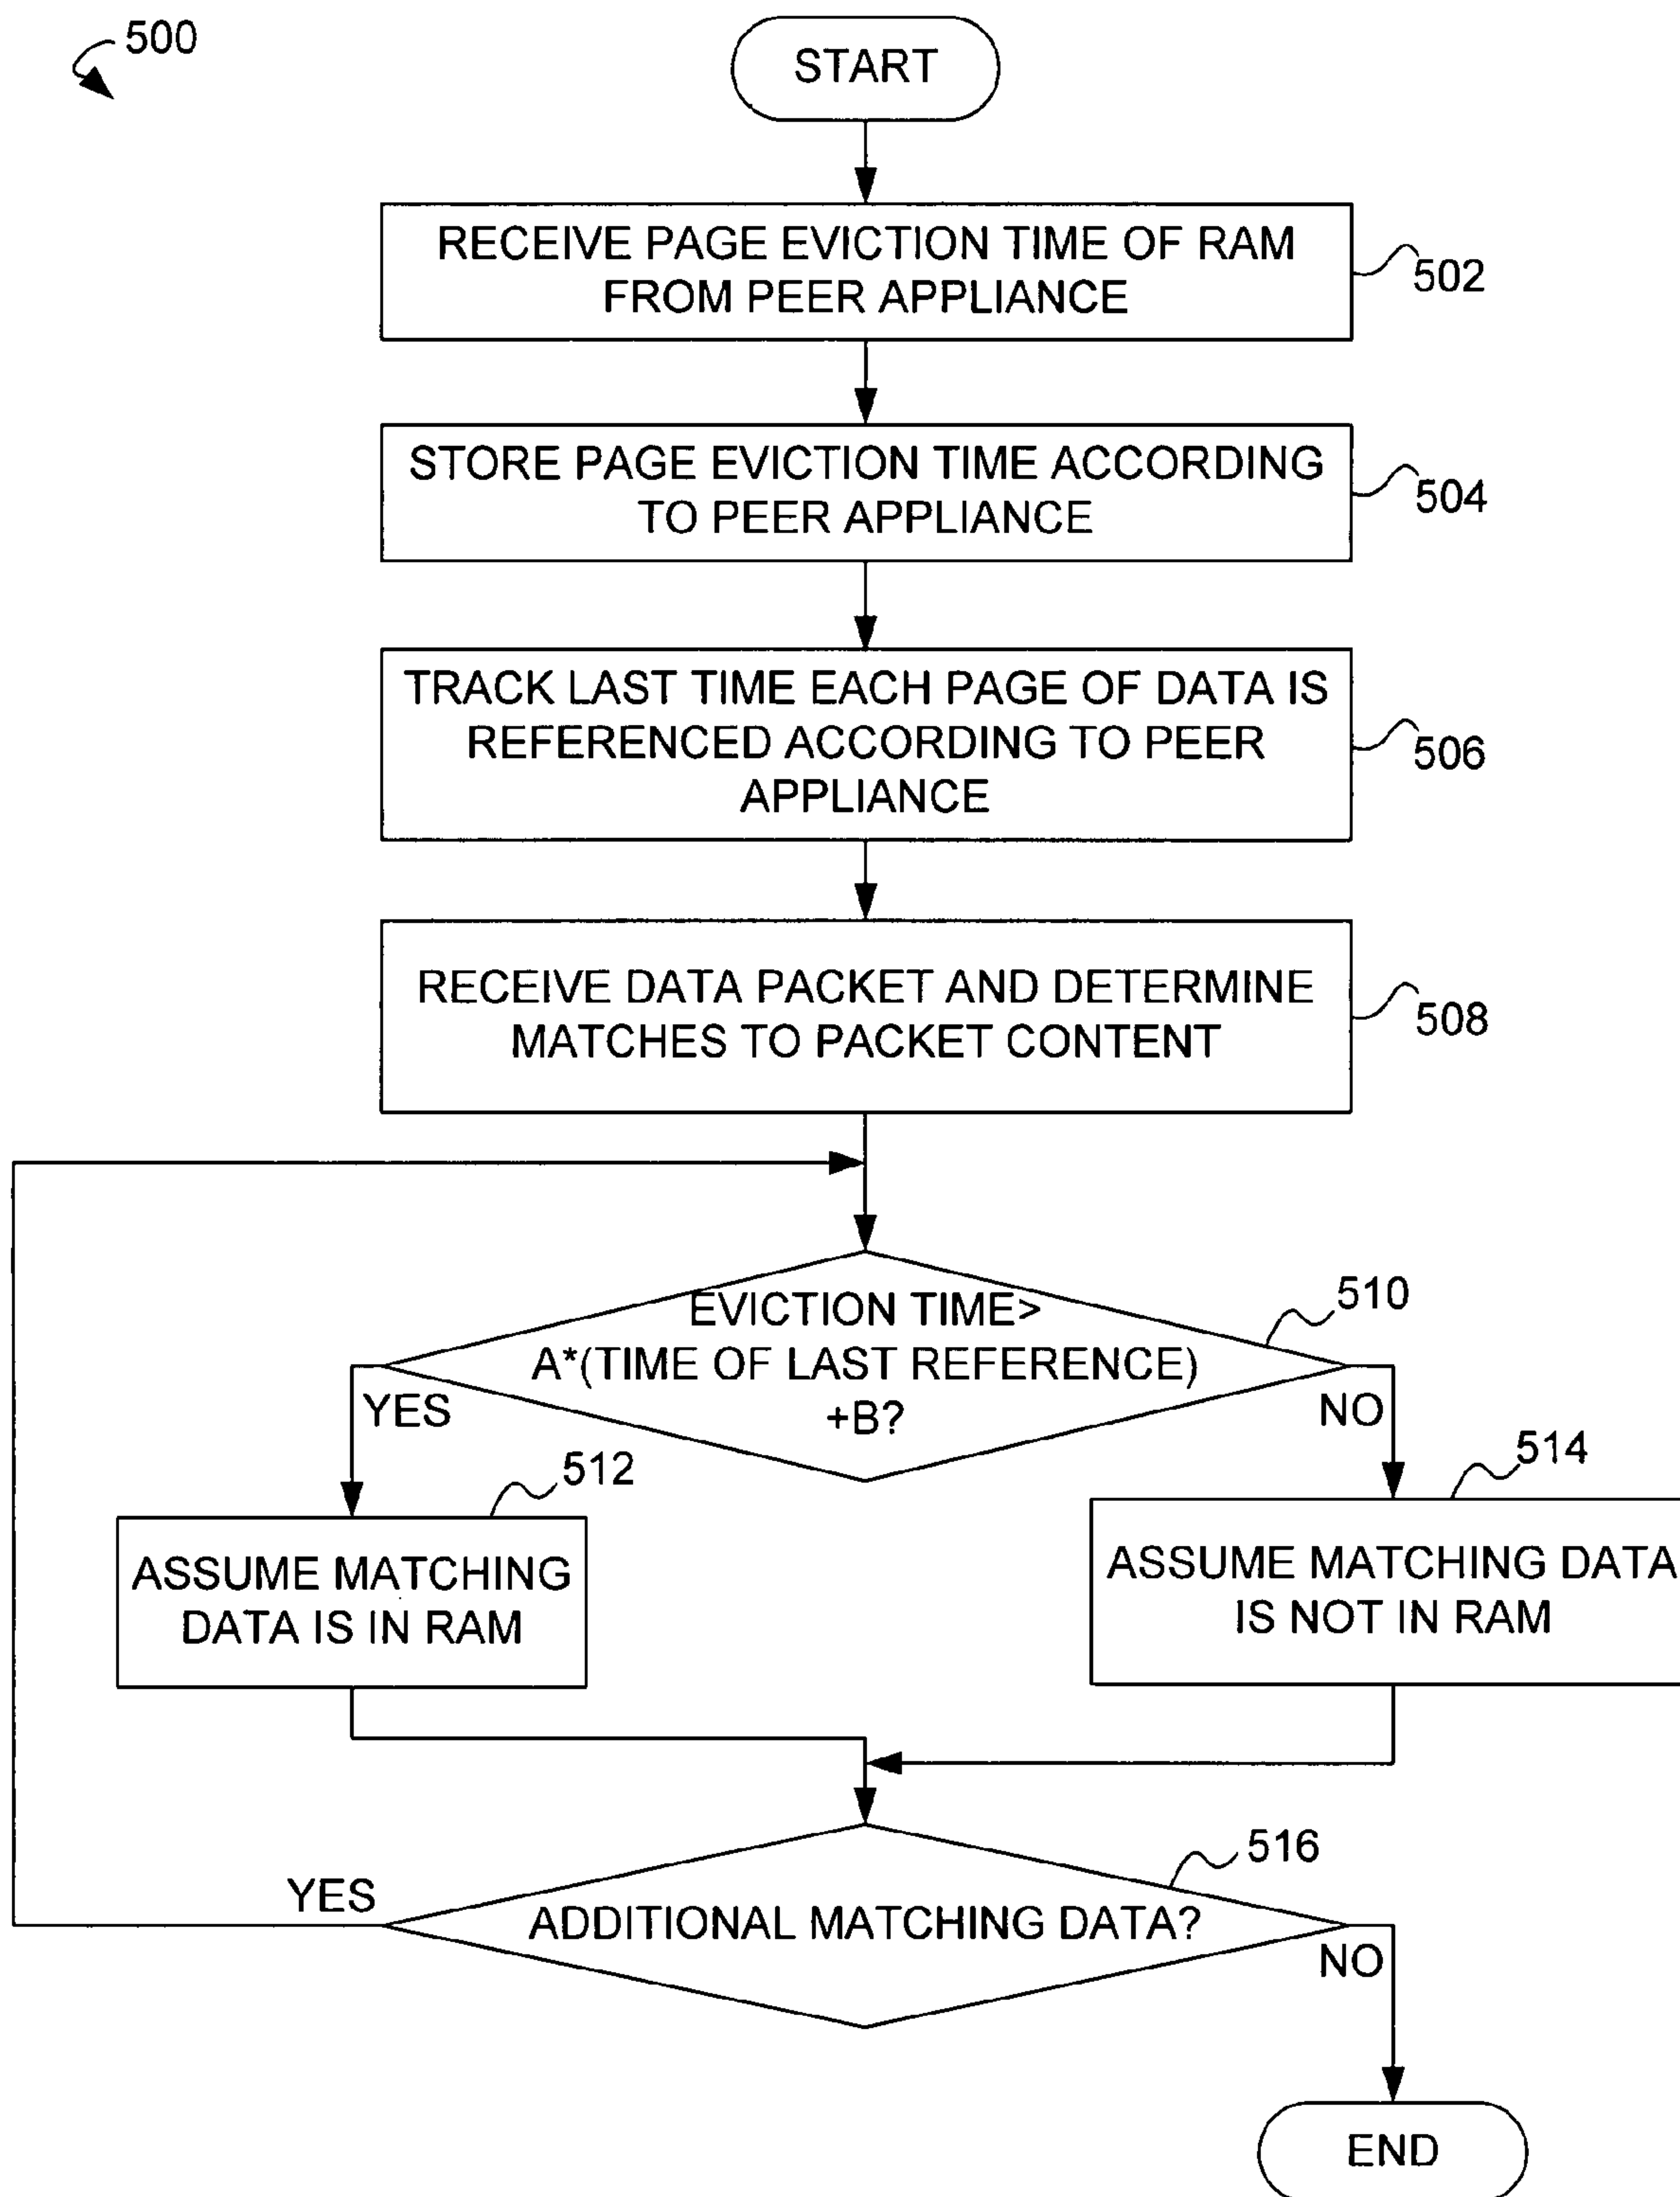 500
START
RECEIVE PAGE EVICTION TIME OF RAM
FROM PEER APPLIANCE
502
STORE PAGE EVICTION TIME ACCORDING
TO PEER APPLIANCE
504
TRACK LAST TIME EACH PAGE OF DATA IS
REFERENCED ACCORDING TO PEER
APPLIANCE
506
RECEIVE DATA PACKET AND DETERMINE
MATCHES TO PACKET CONTENT
508
EVICTION TIME>
A*(TIME OF LAST REFERENCE)
+B?
510
YES
NO
512
ASSUME MATCHING
DATA IS IN RAM
514
ASSUME MATCHING DATA
IS NOT IN RAM
516
ADDITIONAL MATCHING DATA?
YES
NO
END